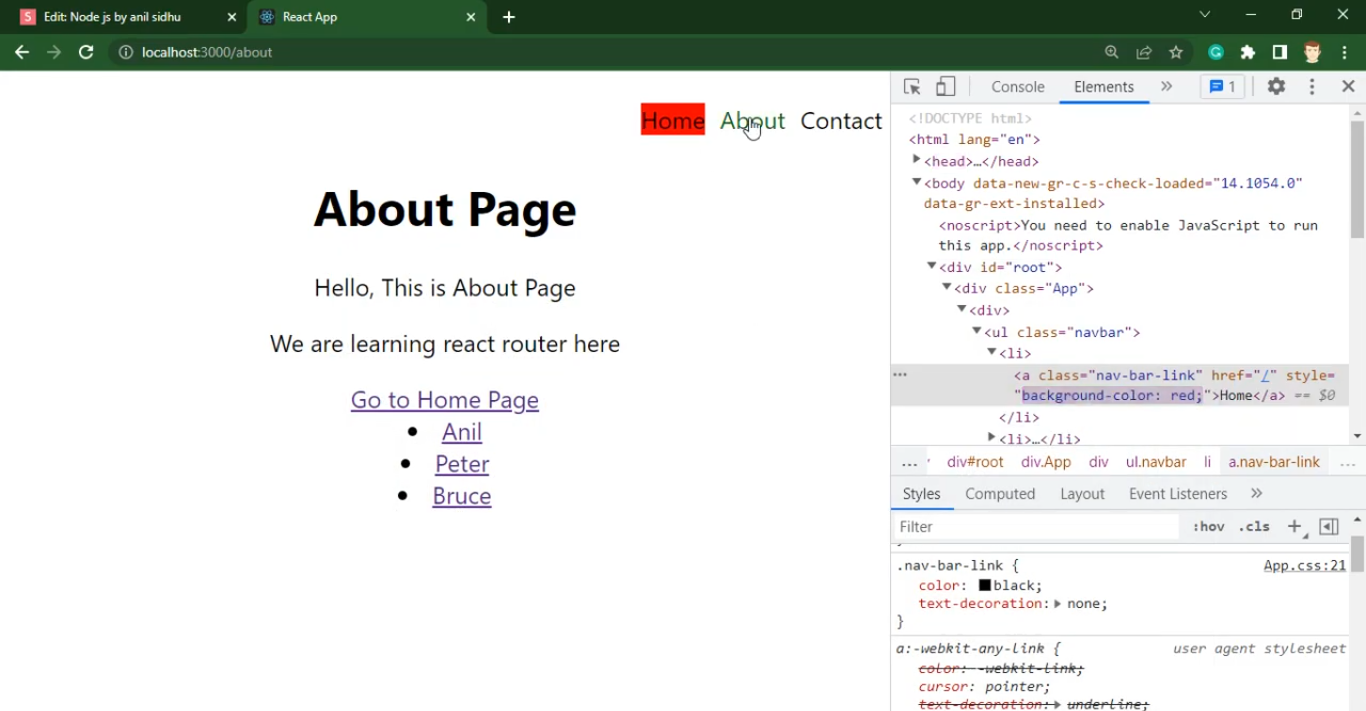 Edit: Node js by anil sidhu
React App
localhost:3000/about
Home About Contact
About Page
Hello, This is About Page
We are learning react router here
Go to Home Page
Anil
Peter
Bruce
Console Elements 1
<!DOCTYPE html>
<html lang="en">
<head>…</head>
<body data-new-gr-c-s-check-loaded="14.1054.0"
data-gr-ext-installed>
<noscript>You need to enable JavaScript to run
this app.</noscript>
<div id="root">
<div class="App">
<div>
<ul class="navbar">
<li>
<a class="nav-bar-link" href="/" style=
"background-color: red;">Home</a> == $0
</li>
<li>…</li>
… div#root div.App div ul.navbar li a.nav-bar-link …
Styles Computed Layout Event Listeners
Filter :hov .cls
.nav-bar-link { App.css:21
color: black;
text-decoration: none;
}
a:-webkit-any-link { user agent stylesheet
color: -webkit-link;
cursor: pointer;
text-decoration: underline;